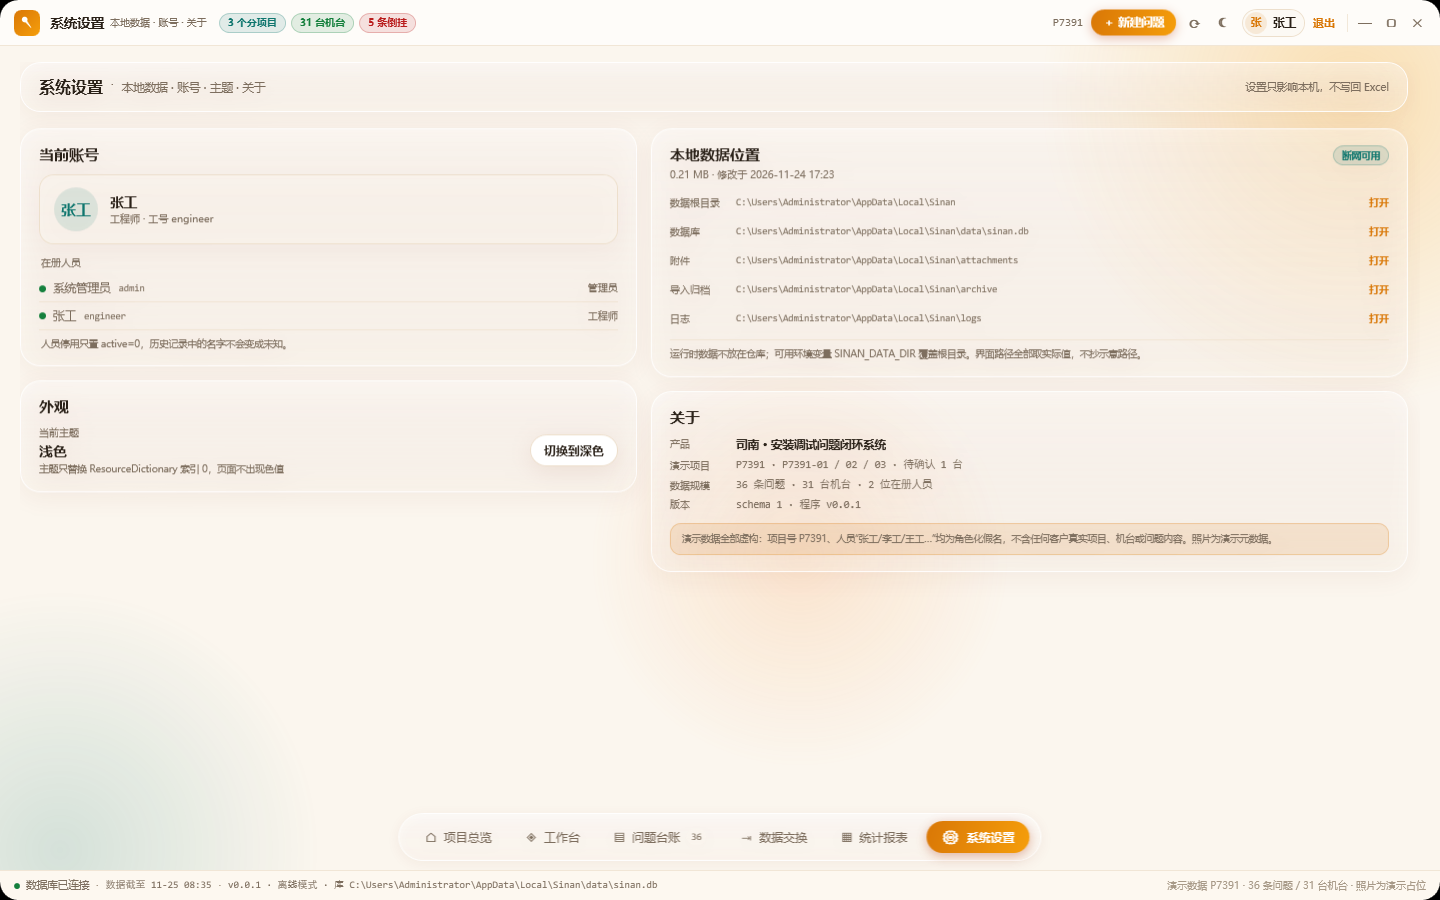 系统设置 本地数据 · 账号 · 关于 3 个分项目 31 台机台 5 条倒挂 P7391 + 新建问题 张 张工 退出
系统设置 · 本地数据 · 账号 · 主题 · 关于 设置只影响本机，不写回 Excel
当前账号
张工 张工
工程师 · 工号 engineer
在册人员
系统管理员 admin 管理员
张工 engineer 工程师
人员停用只置 active=0，历史记录中的名字不会变成未知。
外观
当前主题
浅色
主题只替换 ResourceDictionary 索引 0，页面不出现色值
切换到深色
本地数据位置 断网可用
0.21 MB · 修改于 2026-11-24 17:23
数据根目录 C:\Users\Administrator\AppData\Local\Sinan 打开
数据库 C:\Users\Administrator\AppData\Local\Sinan\data\sinan.db 打开
附件 C:\Users\Administrator\AppData\Local\Sinan\attachments 打开
导入归档 C:\Users\Administrator\AppData\Local\Sinan\archive 打开
日志 C:\Users\Administrator\AppData\Local\Sinan\logs 打开
运行时数据不放在仓库；可用环境变量 SINAN_DATA_DIR 覆盖根目录。界面路径全部取实际值，不抄示意路径。
关于
产品 司南 · 安装调试问题闭环系统
演示项目 P7391 · P7391-01 / 02 / 03 · 待确认 1 台
数据规模 36 条问题 · 31 台机台 · 2 位在册人员
版本 schema 1 · 程序 v0.0.1
演示数据全部虚构：项目号 P7391、人员"张工/李工/王工…"均为角色化假名，不含任何客户真实项目、机台或问题内容。照片为演示元数据。
项目总览 工作台 问题台账 36 数据交换 统计报表 系统设置
数据库已连接 · 数据截至 11-25 08:35 · v0.0.1 · 离线模式 · 库 C:\Users\Administrator\AppData\Local\Sinan\data\sinan.db 演示数据 P7391 · 36 条问题 / 31 台机台 · 照片为演示占位